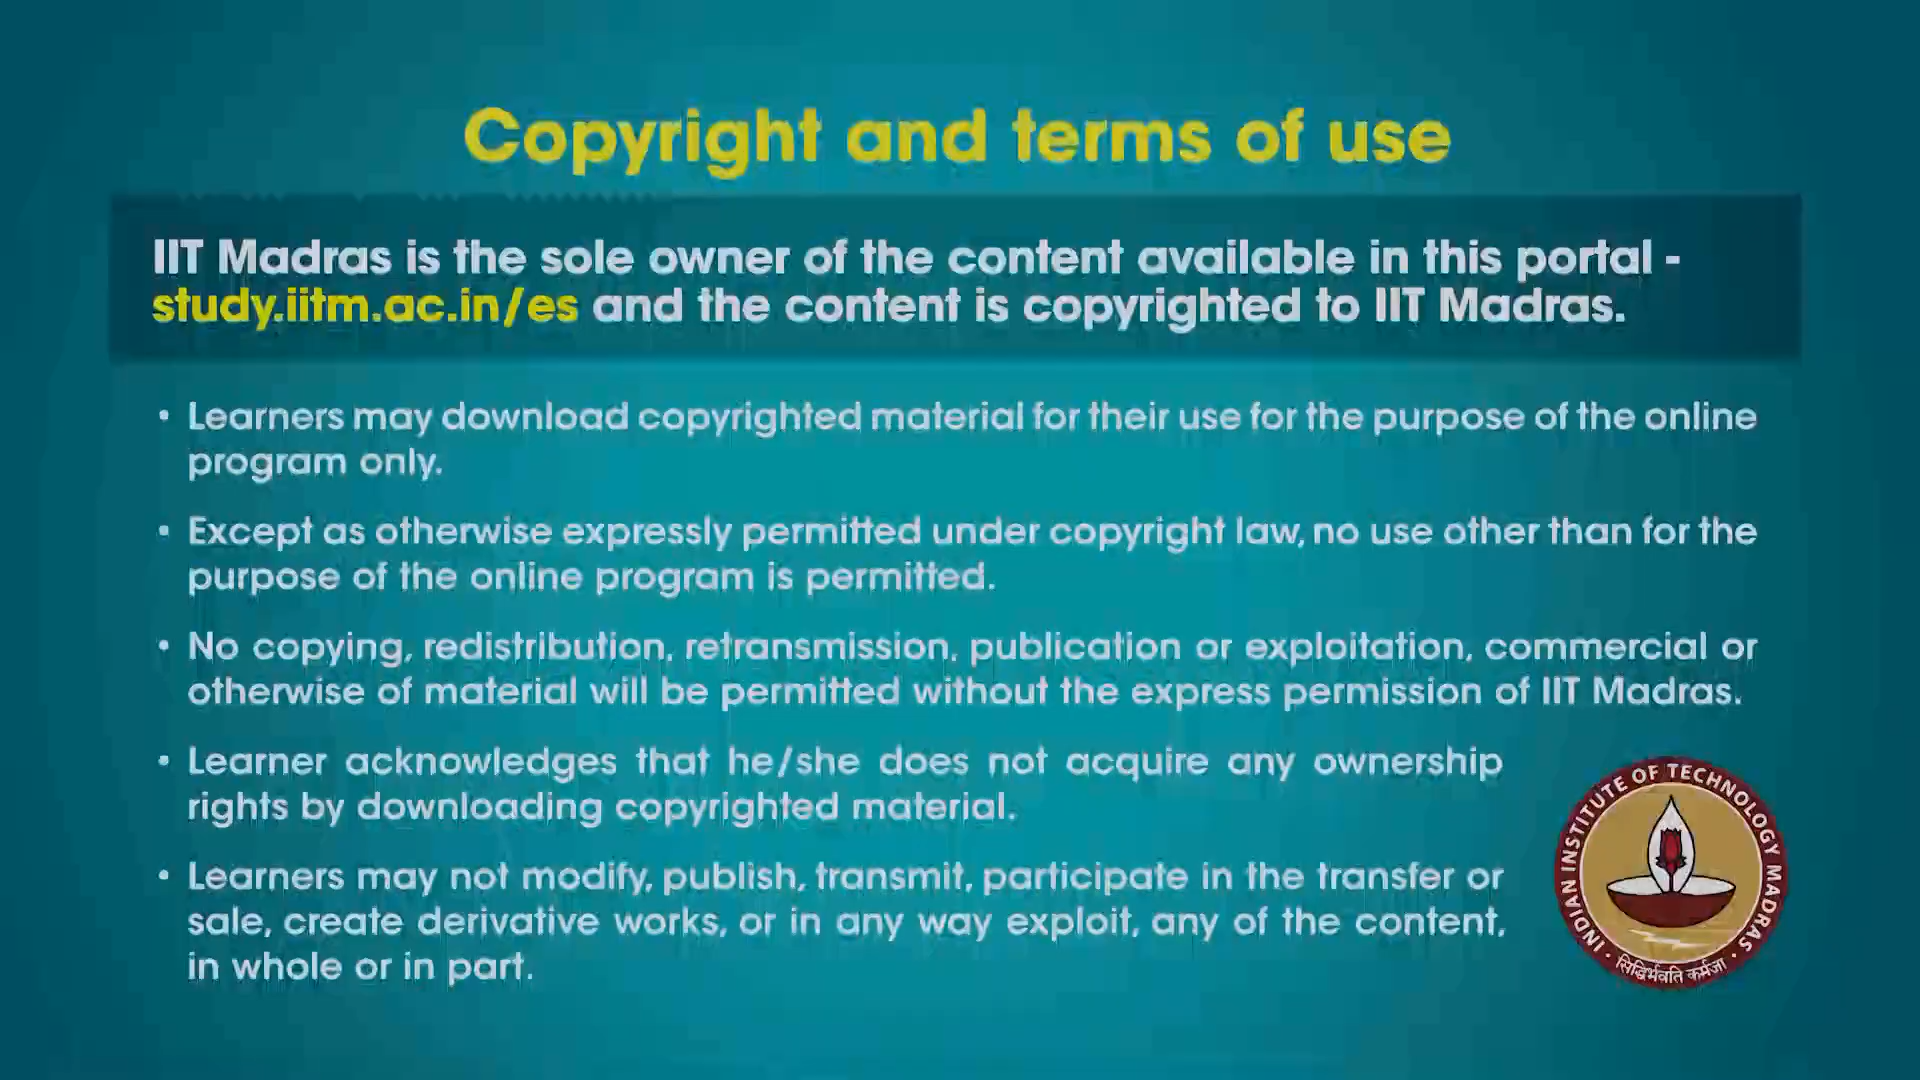 Copyright and terms of use
IIT Madras is the sole owner of the content available in this portal -
study.iitm.ac.in/es and the content is copyrighted to IIT Madras.
• Learners may download copyrighted material for their use for the purpose of the online
program only.
• Except as otherwise expressly permitted under copyright law, no use other than for the
purpose of the online program is permitted.
• No copying, redistribution, retransmission, publication or exploitation, commercial or
otherwise of material will be permitted without the express permission of IIT Madras.
• Learner acknowledges that he/she does not acquire any ownership
rights by downloading copyrighted material.
• Learners may not modify, publish, transmit, participate in the transfer or
sale, create derivative works, or in any way exploit, any of the content,
in whole or in part.
INDIAN INSTITUTE OF TECHNOLOGY MADRAS
सिद्धिर्भवति कर्मजा